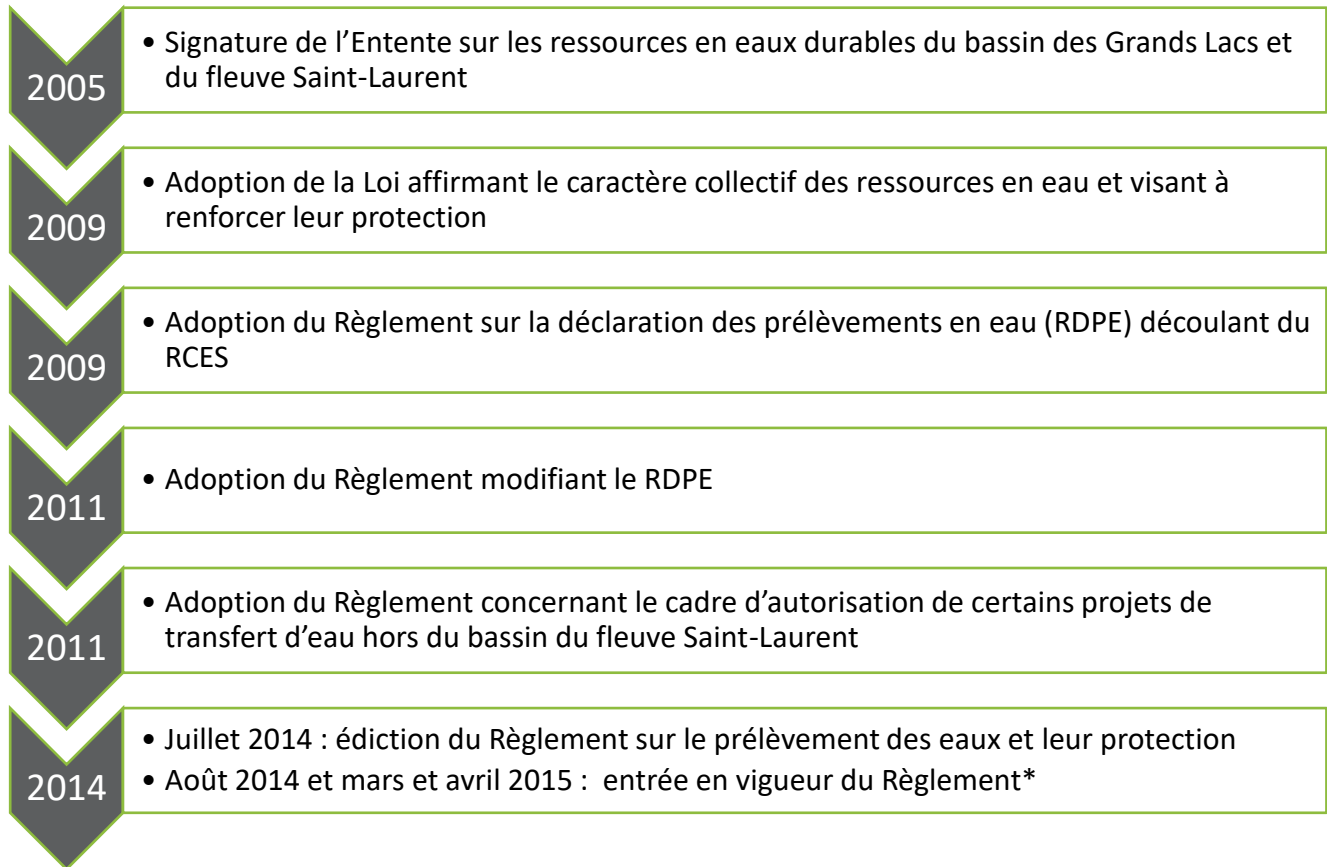 2005
• Signature de l’Entente sur les ressources en eaux durables du bassin des Grands Lacs et
du fleuve Saint-Laurent
2009
• Adoption de la Loi affirmant le caractère collectif des ressources en eau et visant à
renforcer leur protection
2009
• Adoption du Règlement sur la déclaration des prélèvements en eau (RDPE) découlant du
RCES
2011
• Adoption du Règlement modifiant le RDPE
2011
• Adoption du Règlement concernant le cadre d’autorisation de certains projets de
transfert d’eau hors du bassin du fleuve Saint-Laurent
2014
• Juillet 2014 : édiction du Règlement sur le prélèvement des eaux et leur protection
• Août 2014 et mars et avril 2015 : entrée en vigueur du Règlement*